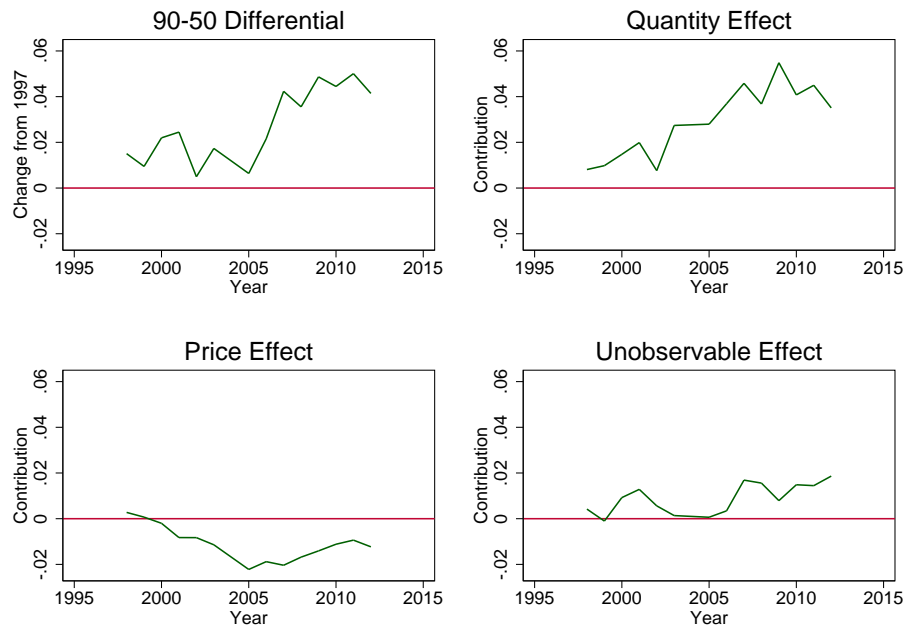 90-50 Differential
Change from 1997
.06
.04
.02
0
-.02
1995 2000 2005 2010 2015
Year
Quantity Effect
Contribution
.06
.04
.02
0
-.02
1995 2000 2005 2010 2015
Year
Price Effect
Contribution
.06
.04
.02
0
-.02
1995 2000 2005 2010 2015
Year
Unobservable Effect
Contribution
.06
.04
.02
0
-.02
1995 2000 2005 2010 2015
Year